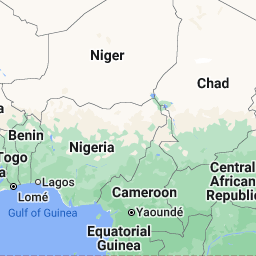 Niger
Chad
a
Benin
Nigeria
Togo
a
Lomé
Lagos
Gulf of Guinea
Cameroon
Yaoundé
Central
African
Republic
Equatorial
Guinea